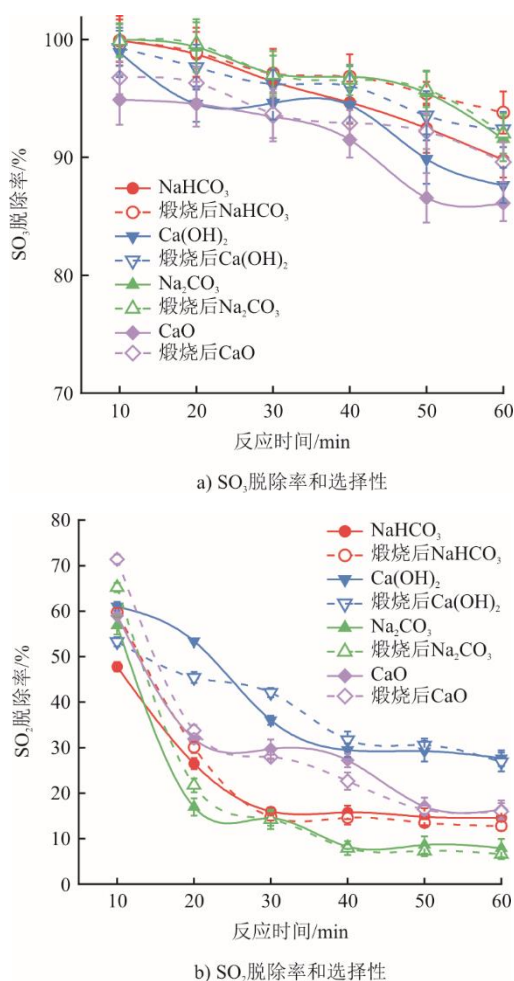 100
90
80
70
SO₃脱除率/%
NaHCO₃
煅烧后NaHCO₃
Ca(OH)₂
煅烧后Ca(OH)₂
Na₂CO₃
煅烧后Na₂CO₃
CaO
煅烧后CaO
10 20 30 40 50 60
反应时间/min
a) SO₃脱除率和选择性
80
70
60
50
40
30
20
10
0
SO₂脱除率/%
NaHCO₃
煅烧后NaHCO₃
Ca(OH)₂
煅烧后Ca(OH)₂
Na₂CO₃
煅烧后Na₂CO₃
CaO
煅烧后CaO
10 20 30 40 50 60
反应时间/min
b) SO₂脱除率和选择性